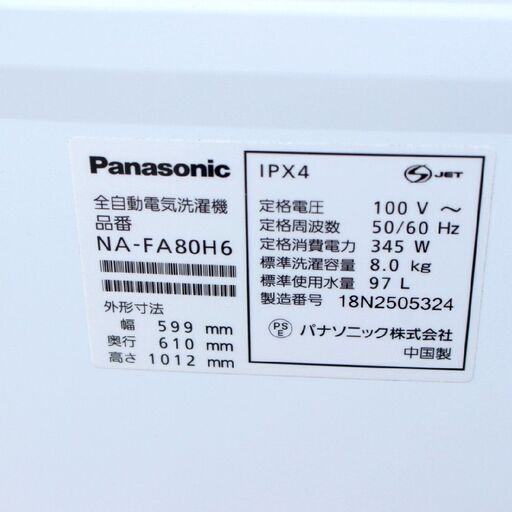 Panasonic
全自動電気洗濯機
品番
NA-FA80H6
外形寸法
幅 599 mm
奥行 610 mm
高さ 1012 mm
IPX4
S JET
定格電圧 100 V ～
定格周波数 50/60 Hz
定格消費電力 345 W
標準洗濯容量 8.0 kg
標準使用水量 97 L
製造番号 18N2505324
PSE パナソニック株式会社
中国製